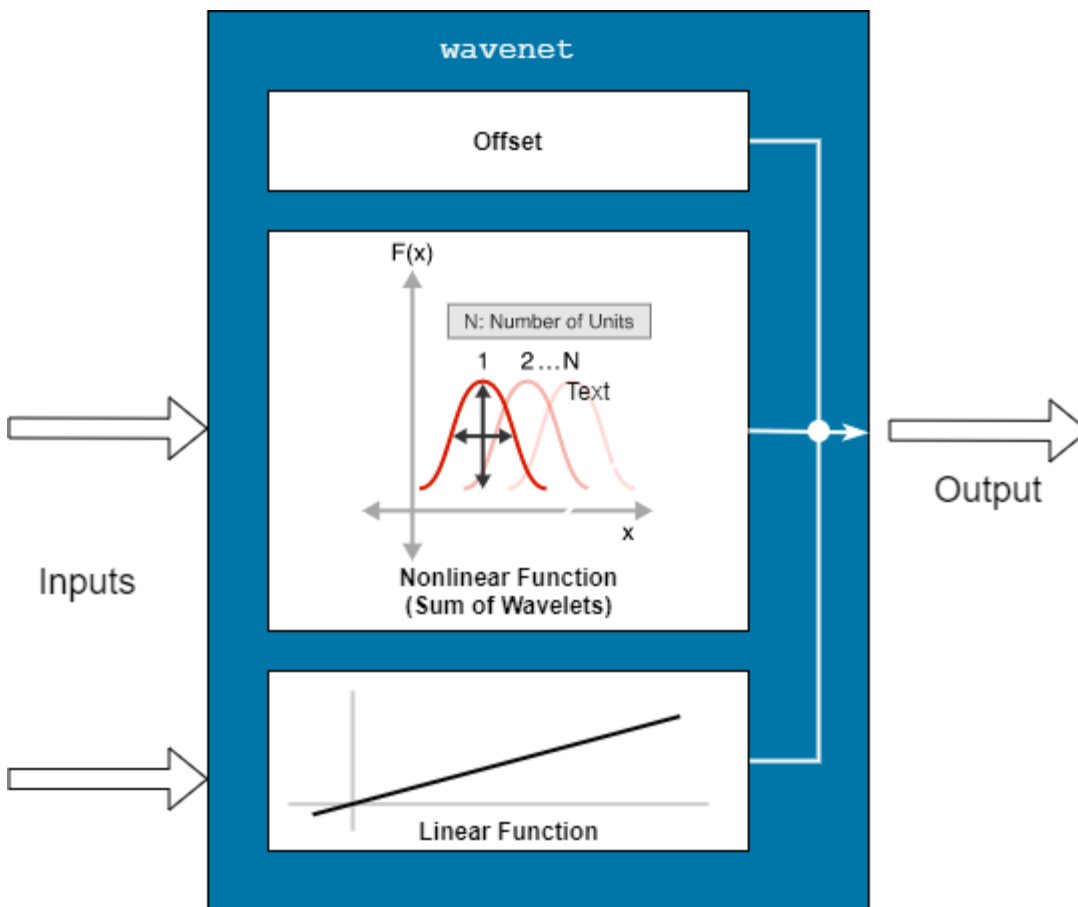 wavenet
Offset
F(x)
N: Number of Units
1 2 ... N
Text
x
Nonlinear Function
(Sum of Wavelets)
Inputs
Output
Linear Function